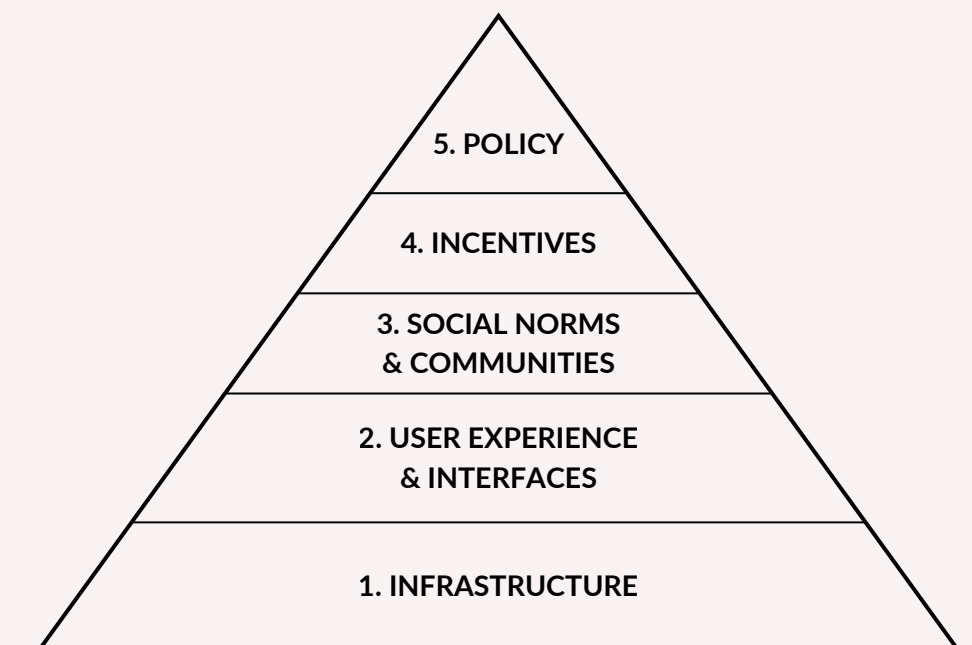 5. POLICY
4. INCENTIVES
3. SOCIAL NORMS
& COMMUNITIES
2. USER EXPERIENCE
& INTERFACES
1. INFRASTRUCTURE